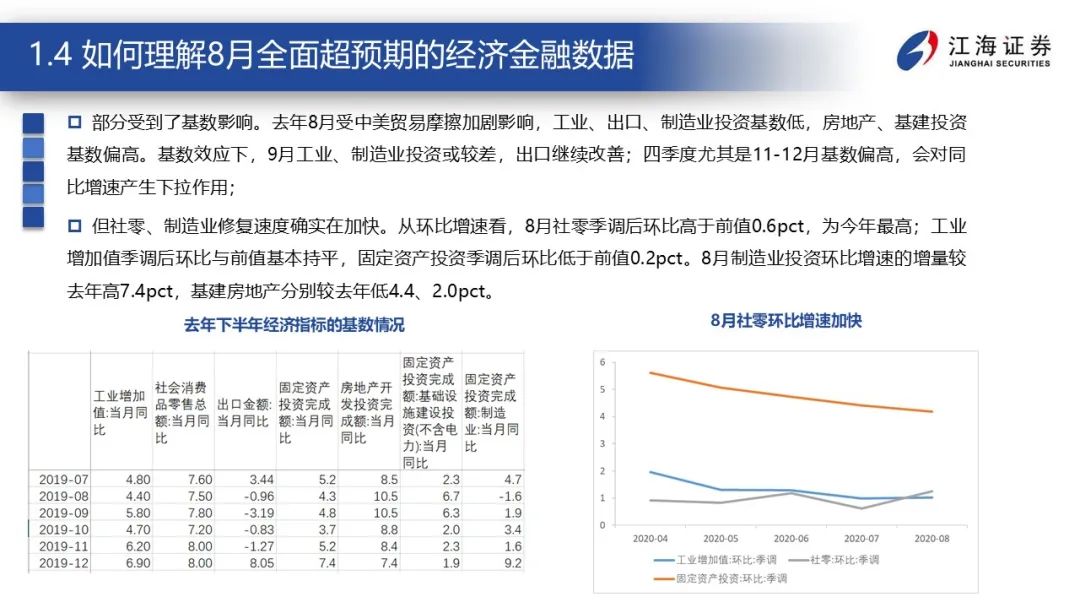 1.4 如何理解8月全面超预期的经济金融数据
江海证券
JIANGHAI SECURITIES
部分受到了基数影响。去年8月受中美贸易摩擦加剧影响，工业、出口、制造业投资基数低，房地产、基建投资
基数偏高。基数效应下，9月工业、制造业投资或较差，出口继续改善；四季度尤其是11-12月基数偏高，会对同
比增速产生下拉作用；
但社零、制造业修复速度确实在加快。从环比增速看，8月社零季调后环比高于前值0.6pct，为今年最高；工业
增加值季调后环比与前值基本持平，固定资产投资季调后环比低于前值0.2pct。8月制造业投资环比增速的增量较
去年高7.4pct，基建房地产分别较去年低4.4、2.0pct。
去年下半年经济指标的基数情况
工业增加
值:当月同
比
社会消费
品零售总
额:当月同
比
出口金额:
当月同比
固定资产
投资完成
额:当月同
比
房地产开
发投资完
成额:当月
同比
固定资产
投资完成
额:基础设
施建设投
资(不含电
力):当月
同比
固定资产
投资完成
额:制造
业:当月同
比
2019-07 4.80 7.60 3.44 5.2 8.5 2.3 4.7
2019-08 4.40 7.50 -0.96 4.3 10.5 6.7 -1.6
2019-09 5.80 7.80 -3.19 4.8 10.5 6.3 1.9
2019-10 4.70 7.20 -0.83 3.7 8.8 2.0 3.4
2019-11 6.20 8.00 -1.27 5.2 8.4 2.3 1.6
2019-12 6.90 8.00 8.05 7.4 7.4 1.9 9.2
8月社零环比增速加快
6
5
4
3
2
1
0
2020-04 2020-05 2020-06 2020-07 2020-08
工业增加值:环比:季调 社零:环比:季调
固定资产投资:环比:季调